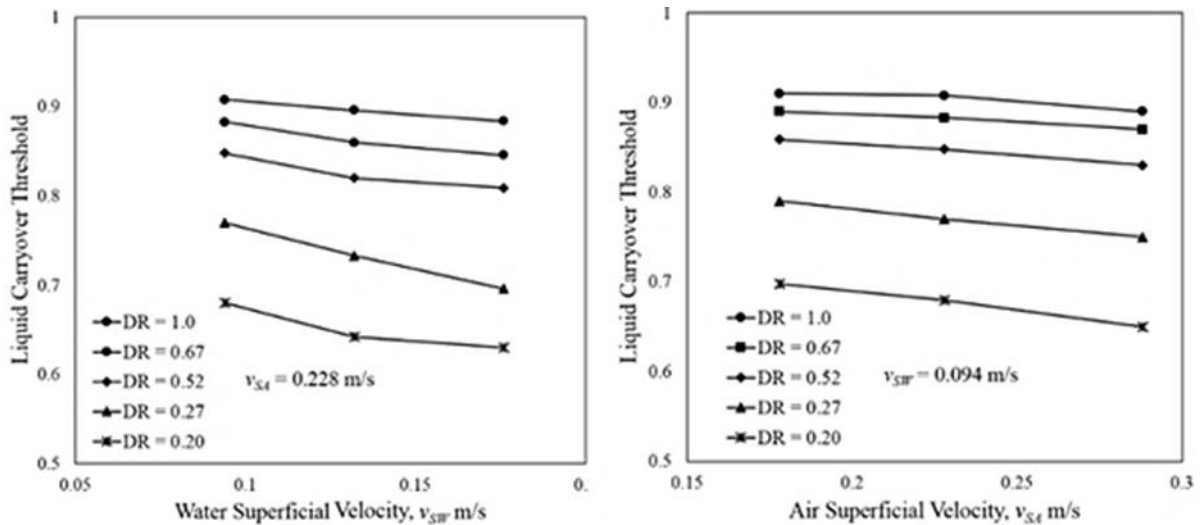 1
0.9
0.8
0.7
0.6
0.5
Liquid Carryover Threshold
DR = 1.0
DR = 0.67
DR = 0.52
DR = 0.27
DR = 0.20
vSA = 0.228 m/s
0.05
0.1
0.15
0.
Water Superficial Velocity, vSW m/s
1
0.9
0.8
0.7
0.6
0.5
Liquid Carryover Threshold
DR = 1.0
DR = 0.67
DR = 0.52
DR = 0.27
DR = 0.20
vSW = 0.094 m/s
0.15
0.2
0.25
0.3
Air Superficial Velocity, vSA m/s